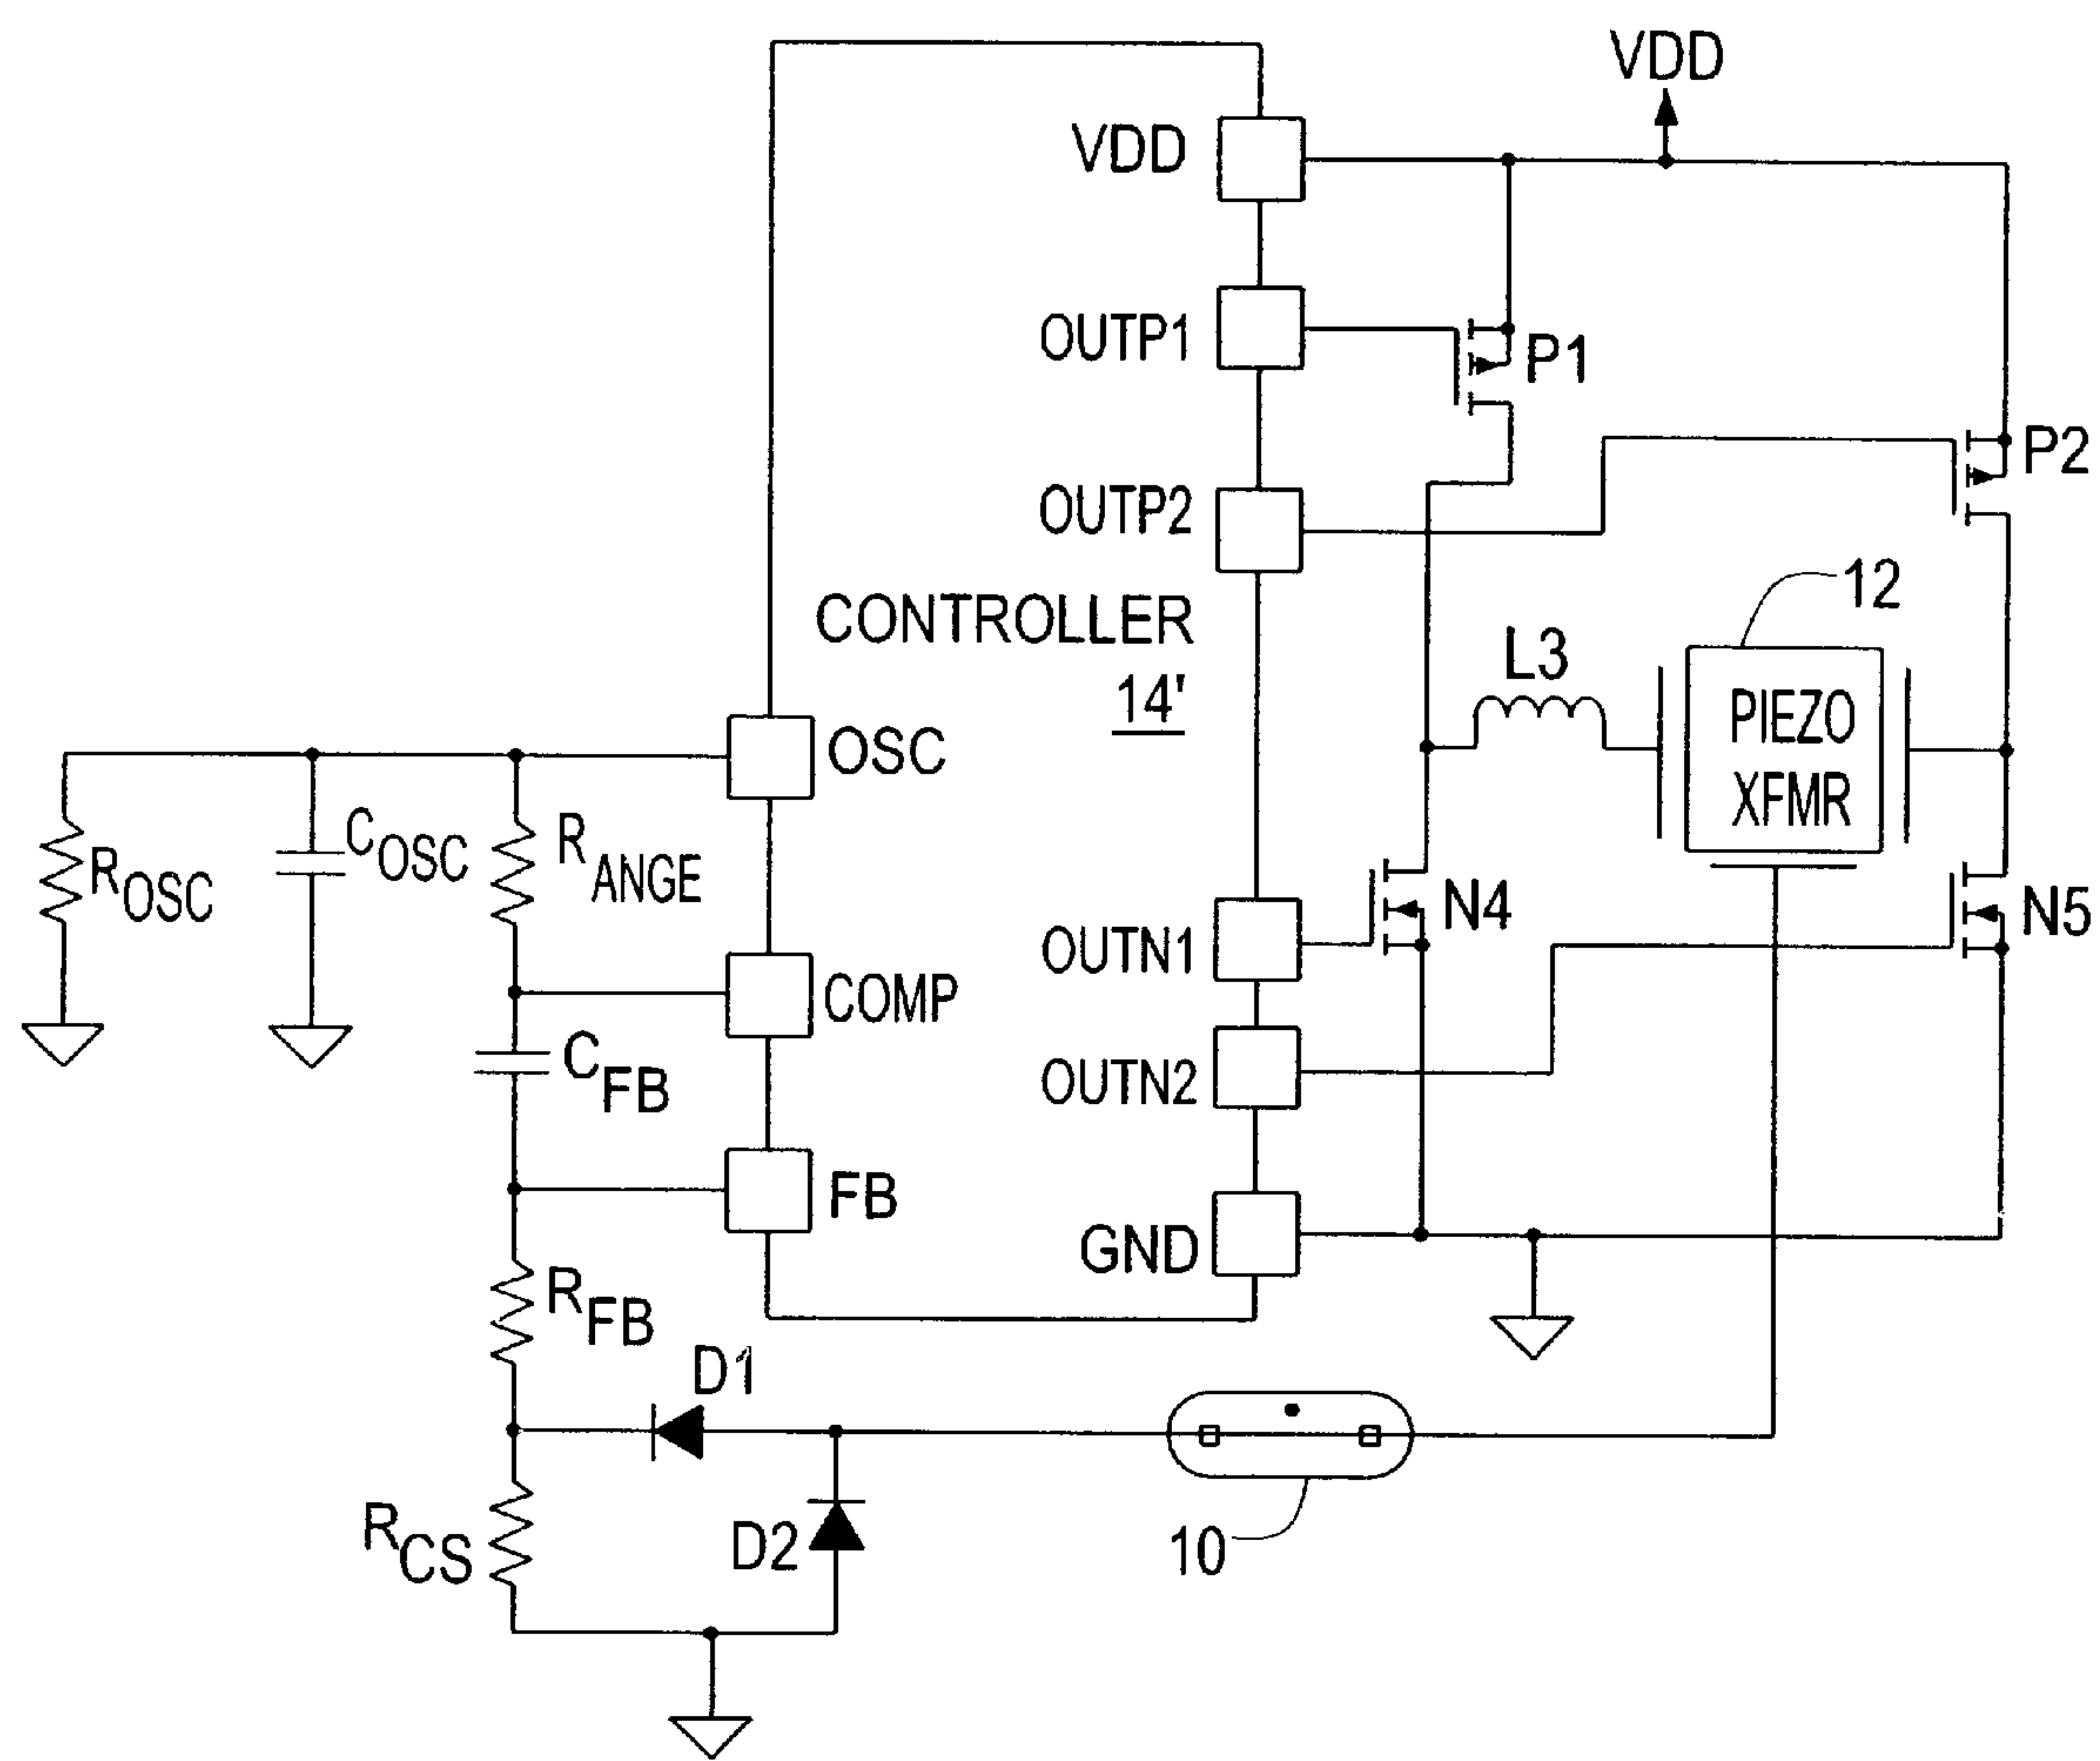 VDD
VDD
OUTP1
P1
P2
OUTP2
12
CONTROLLER
14'
L3
PIEZO
XFMR
OSC
ROSC
COSC
RANGE
N4
N5
OUTN1
COMP
CFB
OUTN2
FB
GND
RFB
D1
RCS
D2
10